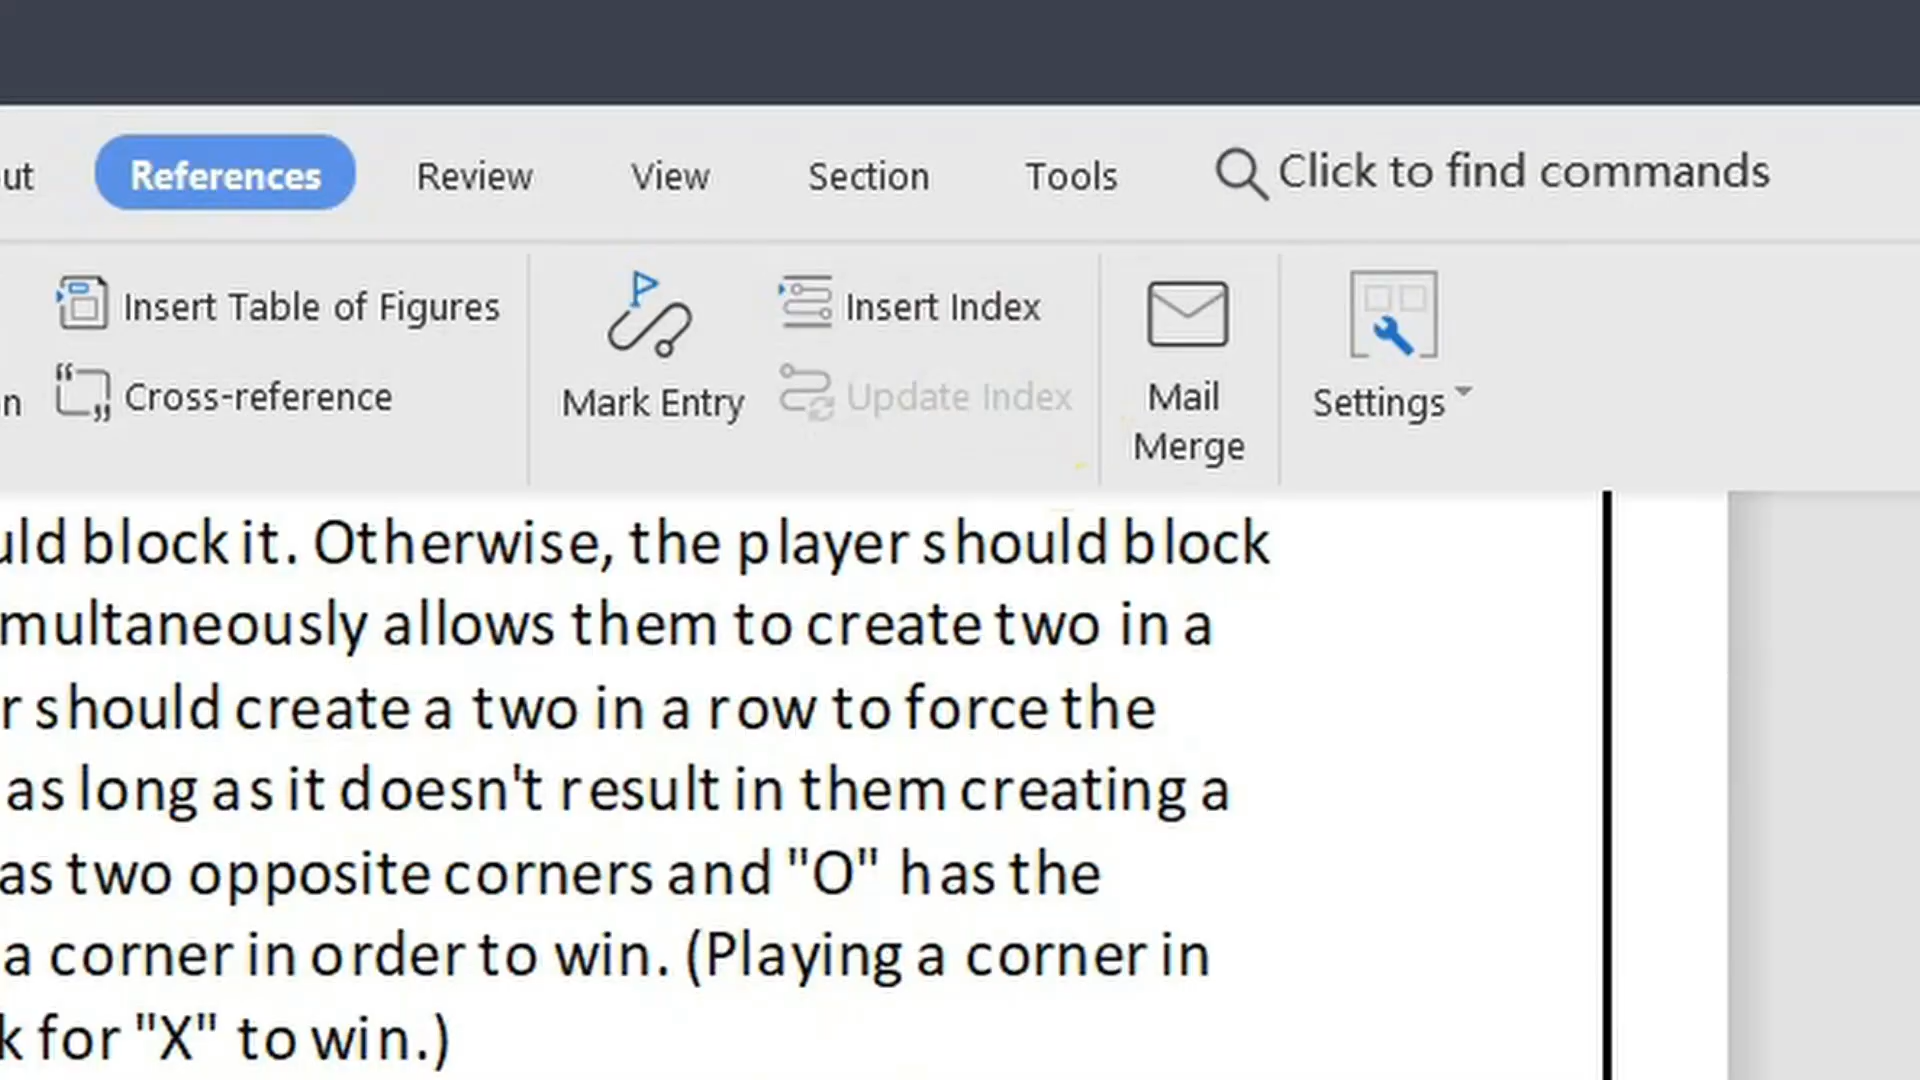 ut References Review View Section Tools Click to find commands
Insert Table of Figures
Cross-reference
n
Mark Entry
Insert Index
Update Index
Mail
Merge
Settings
uld block it. Otherwise, the player should block
multaneously allows them to create two in a
r should create a two in a row to force the
as long as it doesn't result in them creating a
as two opposite corners and "O" has the
a corner in order to win. (Playing a corner in
k for "X" to win.)